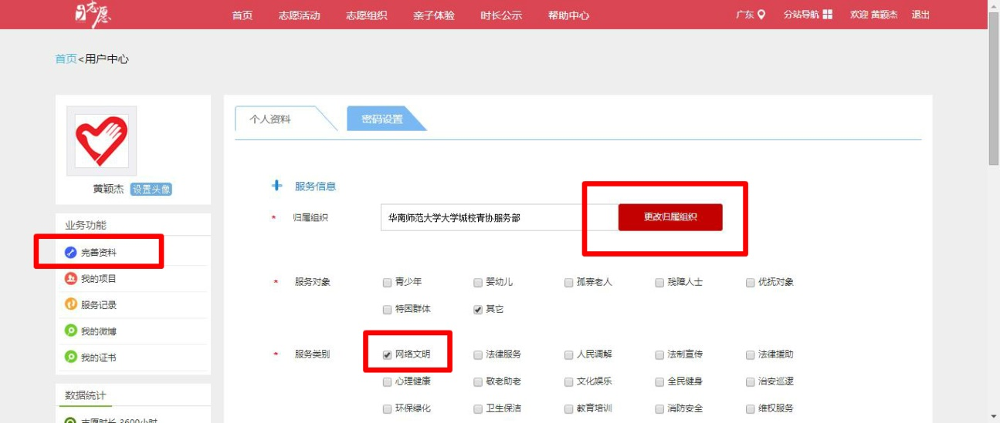 志愿 首页 志愿活动 志愿组织 亲子体验 时长公示 帮助中心 广东 分站导航 欢迎 黄颖杰 退出
首页<用户中心
个人资料 密码设置
黄颖杰 设置头像
业务功能
完善资料
我的项目
服务记录
我的微博
我的证书
数据统计
志愿时长 3600小时
服务信息
* 归属组织 华南师范大学大学城校青协服务部 更改归属组织
* 服务对象 青少年 婴幼儿 孤寡老人 残障人士 优抚对象
特困群体 其它
* 服务类别 网络文明 法律服务 人民调解 法制宣传 法律援助
心理健康 敬老助老 文化娱乐 全民健身 治安巡逻
环保绿化 卫生保洁 教育培训 消防安全 维权服务